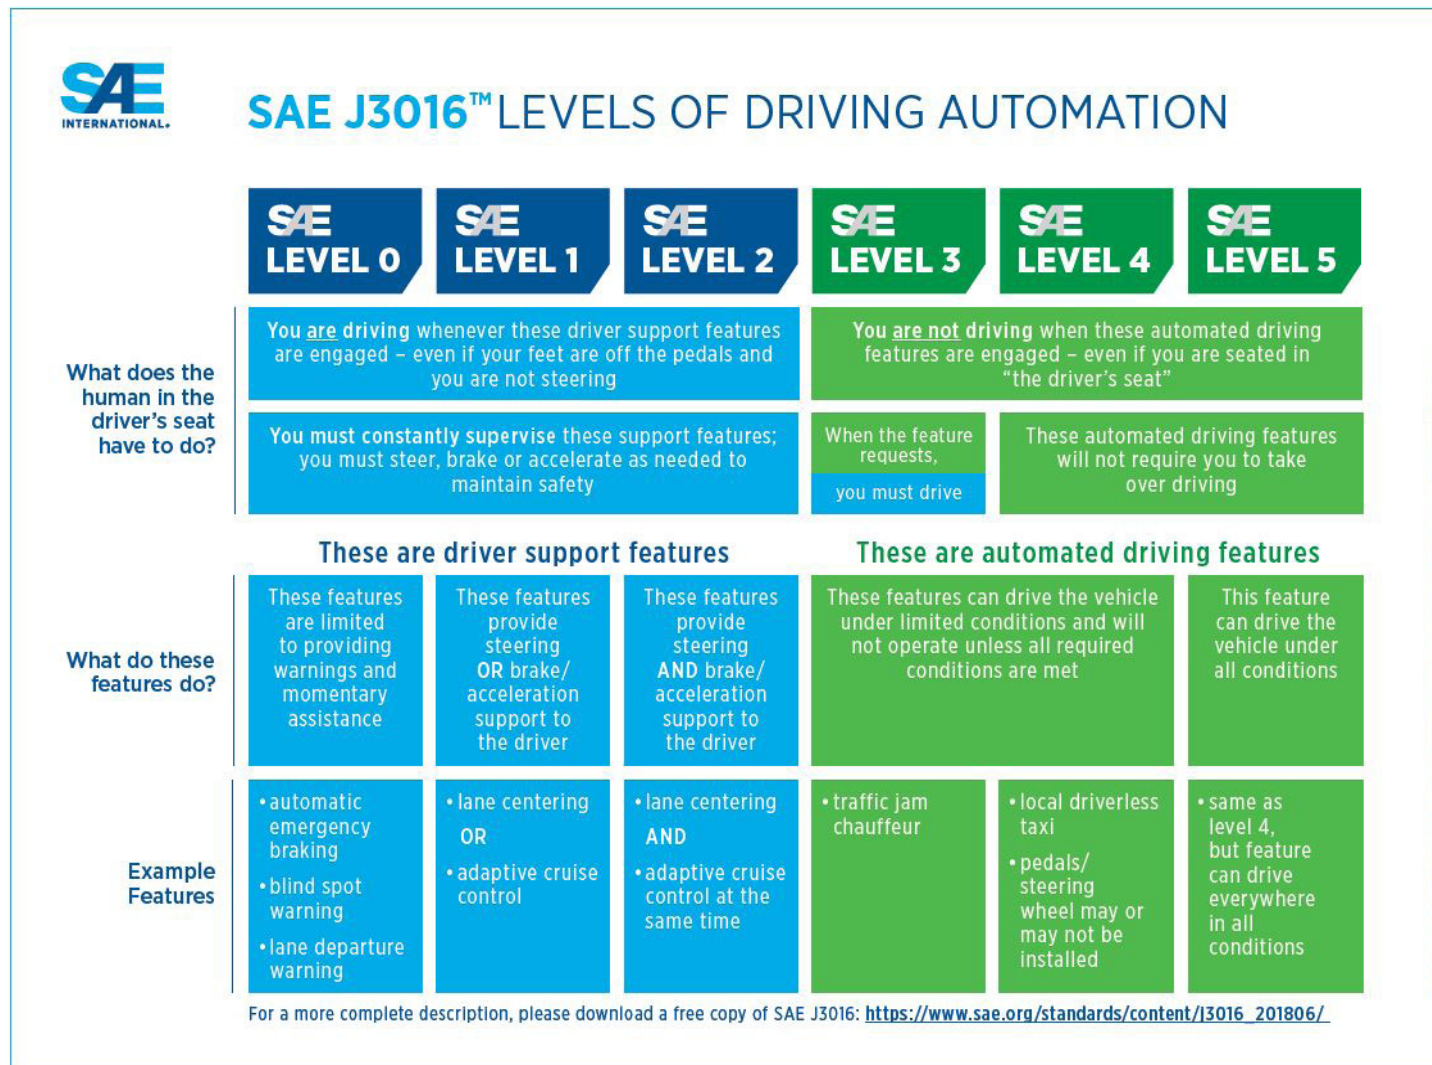 SAE
INTERNATIONAL®
SAE J3016™ LEVELS OF DRIVING AUTOMATION
SAE
LEVEL 0
SAE
LEVEL 1
SAE
LEVEL 2
SAE
LEVEL 3
SAE
LEVEL 4
SAE
LEVEL 5
What does the
human in the
driver's seat
have to do?
You are driving whenever these driver support features
are engaged – even if your feet are off the pedals and
you are not steering
You are not driving when these automated driving
features are engaged – even if you are seated in
“the driver's seat”
You must constantly supervise these support features;
you must steer, brake or accelerate as needed to
maintain safety
When the feature
requests,
you must drive
These automated driving features
will not require you to take
over driving
These are driver support features
These are automated driving features
What do these
features do?
These features
are limited
to providing
warnings and
momentary
assistance
These features
provide
steering
OR brake/
acceleration
support to
the driver
These features
provide
steering
AND brake/
acceleration
support to
the driver
These features can drive the vehicle
under limited conditions and will
not operate unless all required
conditions are met
This feature
can drive the
vehicle under
all conditions
Example
Features
• automatic
emergency
braking
• blind spot
warning
• lane departure
warning
• lane centering
OR
• adaptive cruise
control
• lane centering
AND
• adaptive cruise
control at the
same time
• traffic jam
chauffeur
• local driverless
taxi
• pedals/
steering
wheel may or
may not be
installed
• same as
level 4,
but feature
can drive
everywhere
in all
conditions
For a more complete description, please download a free copy of SAE J3016: https://www.sae.org/standards/content/j3016_201806/